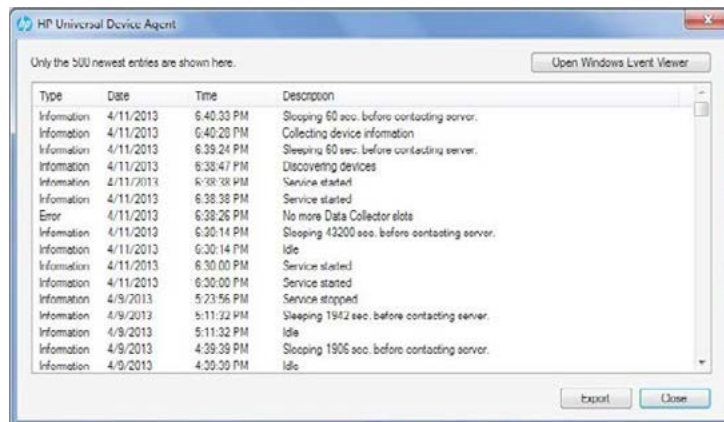 HP Universal Device Agent
Only the 500 newest entries are shown here.
Open Windows Event Viewer
Type Date Time Description
Information 4/11/2013 6:40:33 PM Sleeping 60 sec. before contacting server.
Information 4/11/2013 6:40:28 PM Collecting device information
Information 4/11/2013 6:39:24 PM Sleeping 60 sec. before contacting server.
Information 4/11/2013 6:38:47 PM Discovering devices
Information 4/11/2013 6:38:38 PM Service started
Information 4/11/2013 6:38:38 PM Service started
Error 4/11/2013 6:38:26 PM No more Data Collector slots
Information 4/11/2013 6:30:14 PM Sleeping 43200 sec. before contacting server.
Information 4/11/2013 6:30:14 PM Idle
Information 4/11/2013 6:30:00 PM Service started
Information 4/11/2013 6:30:00 PM Service started
Information 4/9/2013 5:23:56 PM Service stopped
Information 4/9/2013 5:11:32 PM Sleeping 1942 sec. before contacting server.
Information 4/9/2013 5:11:32 PM Idle
Information 4/9/2013 4:39:39 PM Sleeping 1906 sec. before contacting server.
Information 4/9/2013 4:39:39 PM Idle
Export Close